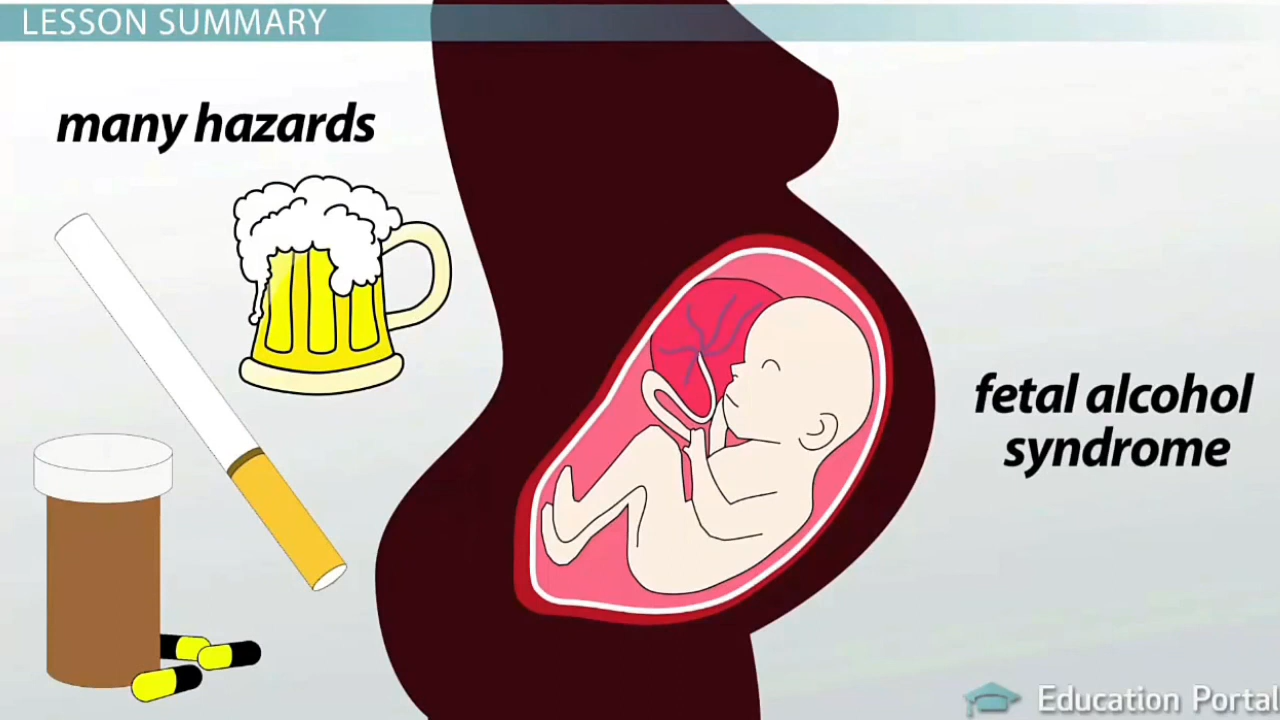 LESSON SUMMARY
many hazards
fetal alcohol
syndrome
Education Portal